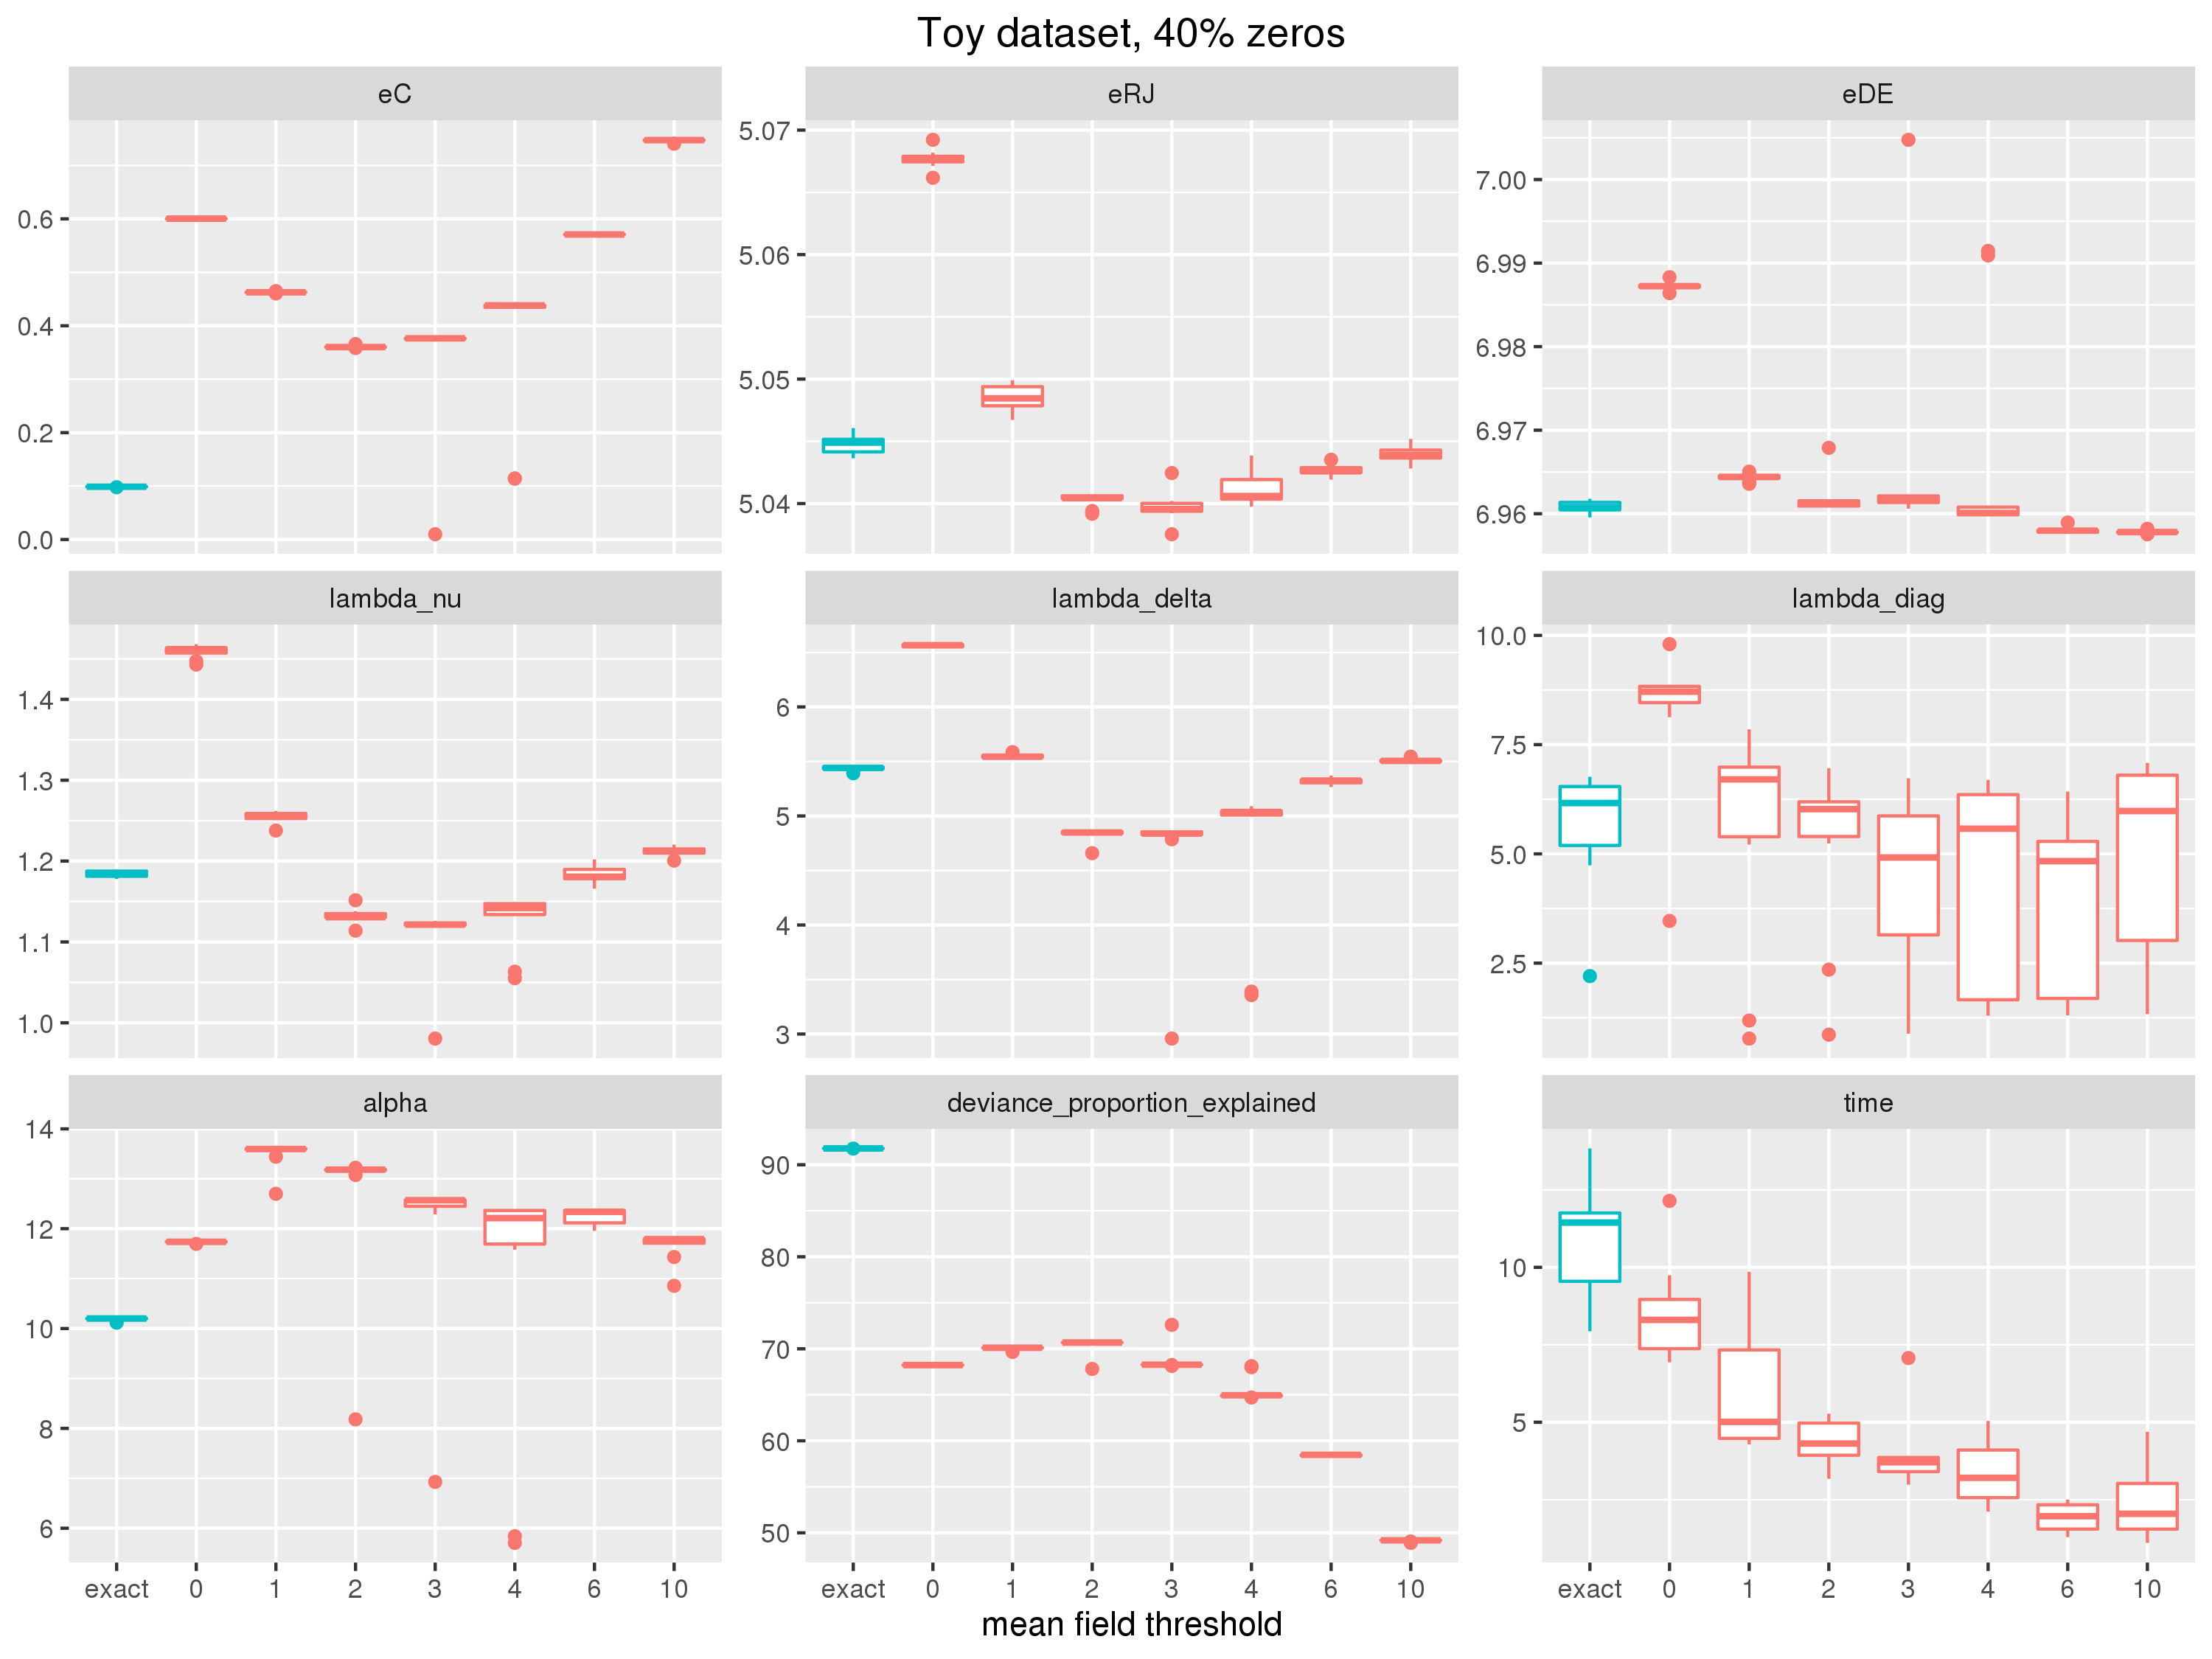 Toy dataset, 40% zeros
eC
eRJ
eDE
0.6
0.4
0.2
0.0
5.07
5.06
5.05
5.04
7.00
6.99
6.98
6.97
6.96
lambda_nu
lambda_delta
lambda_diag
1.4
1.3
1.2
1.1
1.0
6
5
4
3
10.0
7.5
5.0
2.5
alpha
deviance_proportion_explained
time
14
12
10
8
6
90
80
70
60
50
10
5
exact 0 1 2 3 4 6 10
exact 0 1 2 3 4 6 10
exact 0 1 2 3 4 6 10
mean field threshold